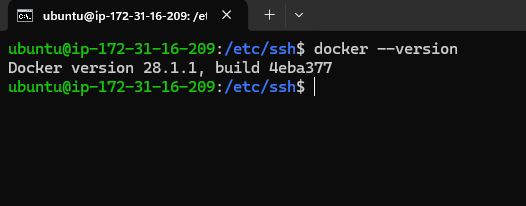 ubuntu@ip-172-31-16-209: /et
ubuntu@ip-172-31-16-209:/etc/ssh$ docker --version
Docker version 28.1.1, build 4eba377
ubuntu@ip-172-31-16-209:/etc/ssh$